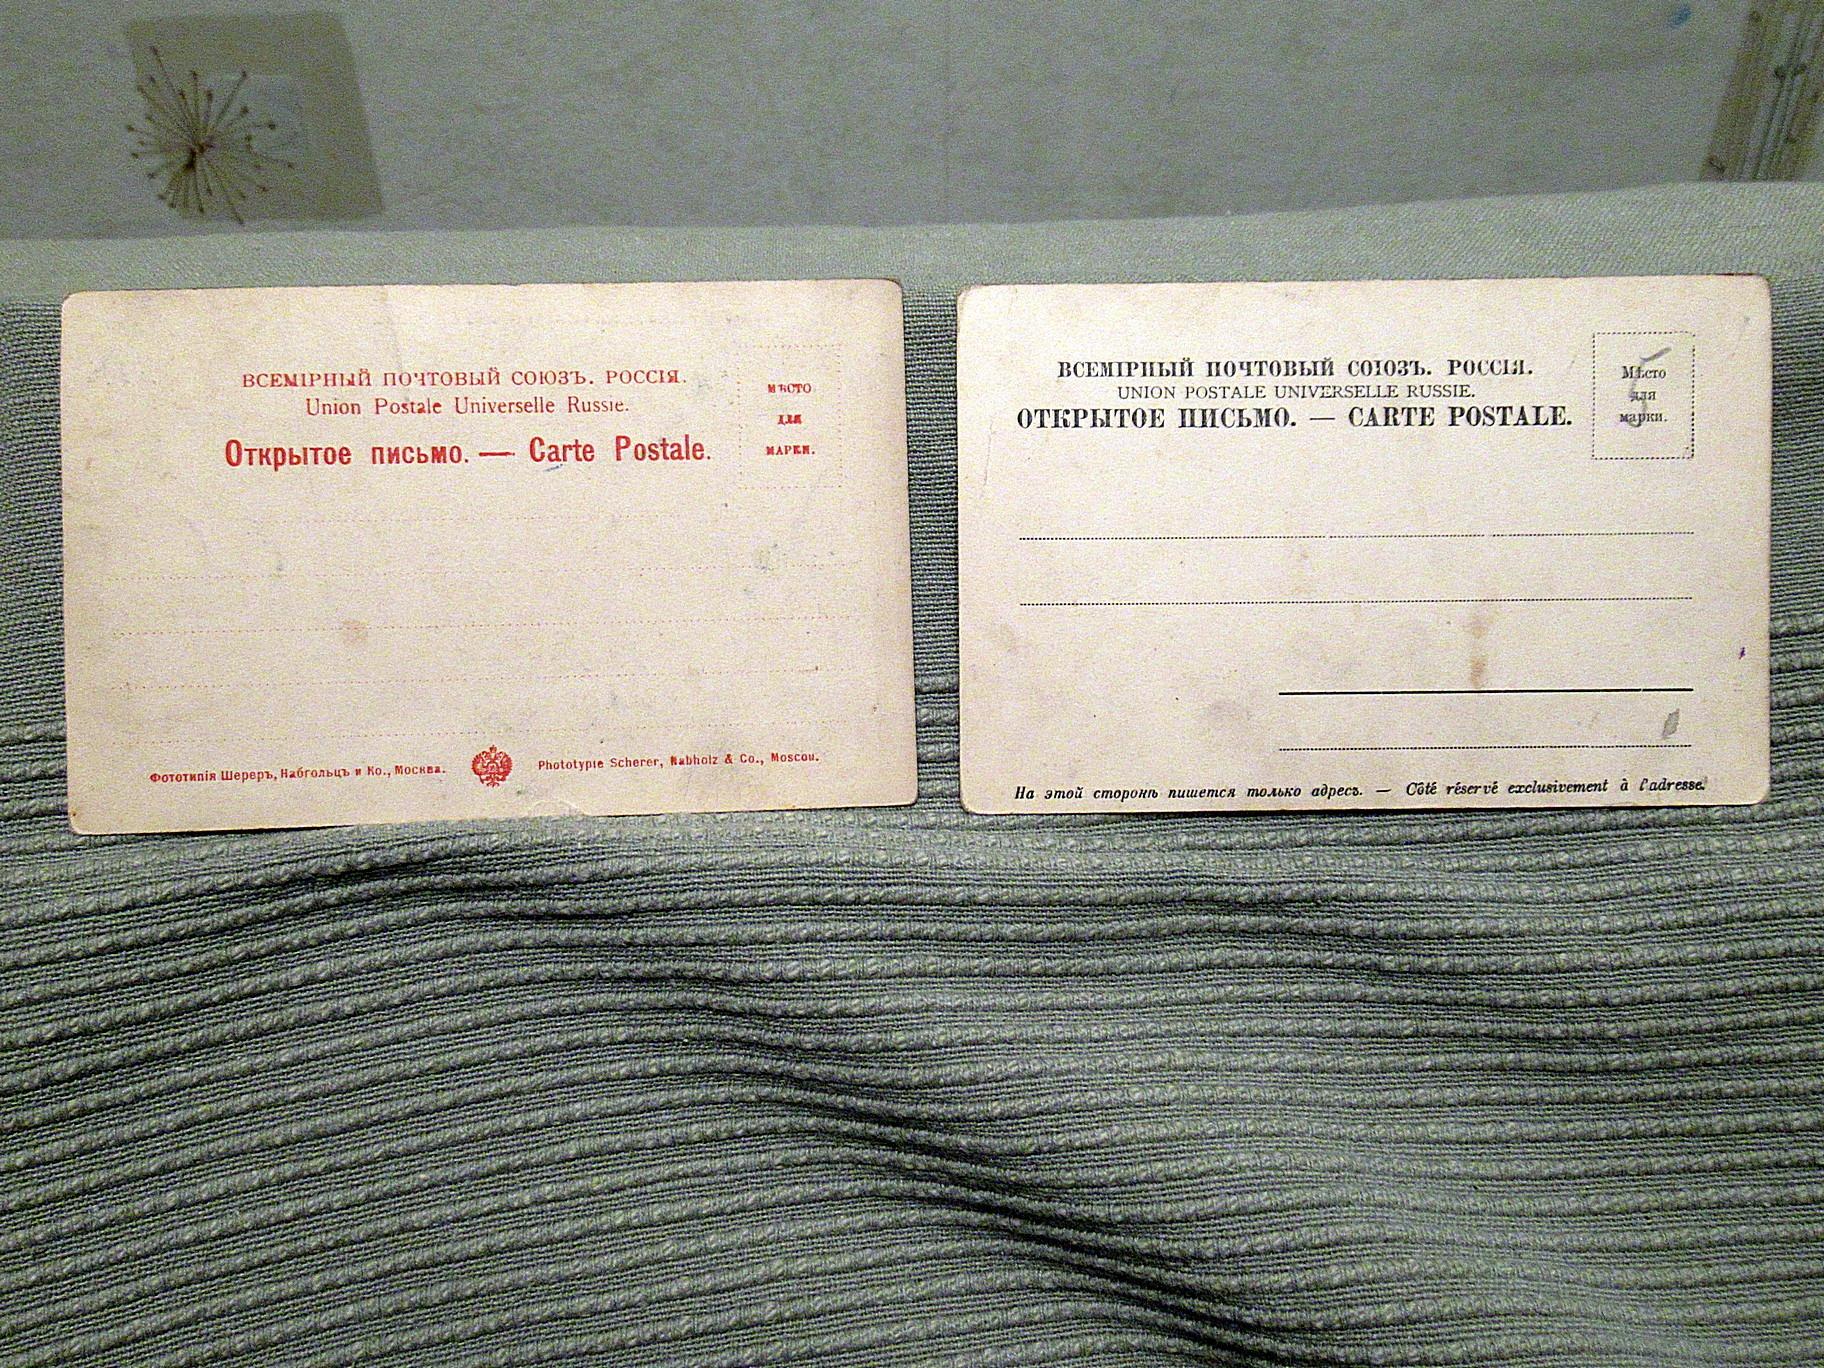 ВСЕМІРНЫЙ ПОЧТОВЫЙ СОЮЗЪ. РОССІЯ.
Union Postale Universelle Russie.
Открытое письмо. — Carte Postale.
МѢСТО
ДЛЯ
МАРКИ.
Фототипія Шереръ, Набгольцъ и Ко., Москва.
Phototypie Scherer, Nabholz & Co., Moscou.
ВСЕМІРНЫЙ ПОЧТОВЫЙ СОЮЗЪ. РОССІЯ.
UNION POSTALE UNIVERSELLE RUSSIE.
ОТКРЫТОЕ ПИСЬМО. — CARTE POSTALE.
Мѣсто
для
марки.
На этой сторонѣ пишется только адресъ. — Côté réservé exclusivement à l'adresse.